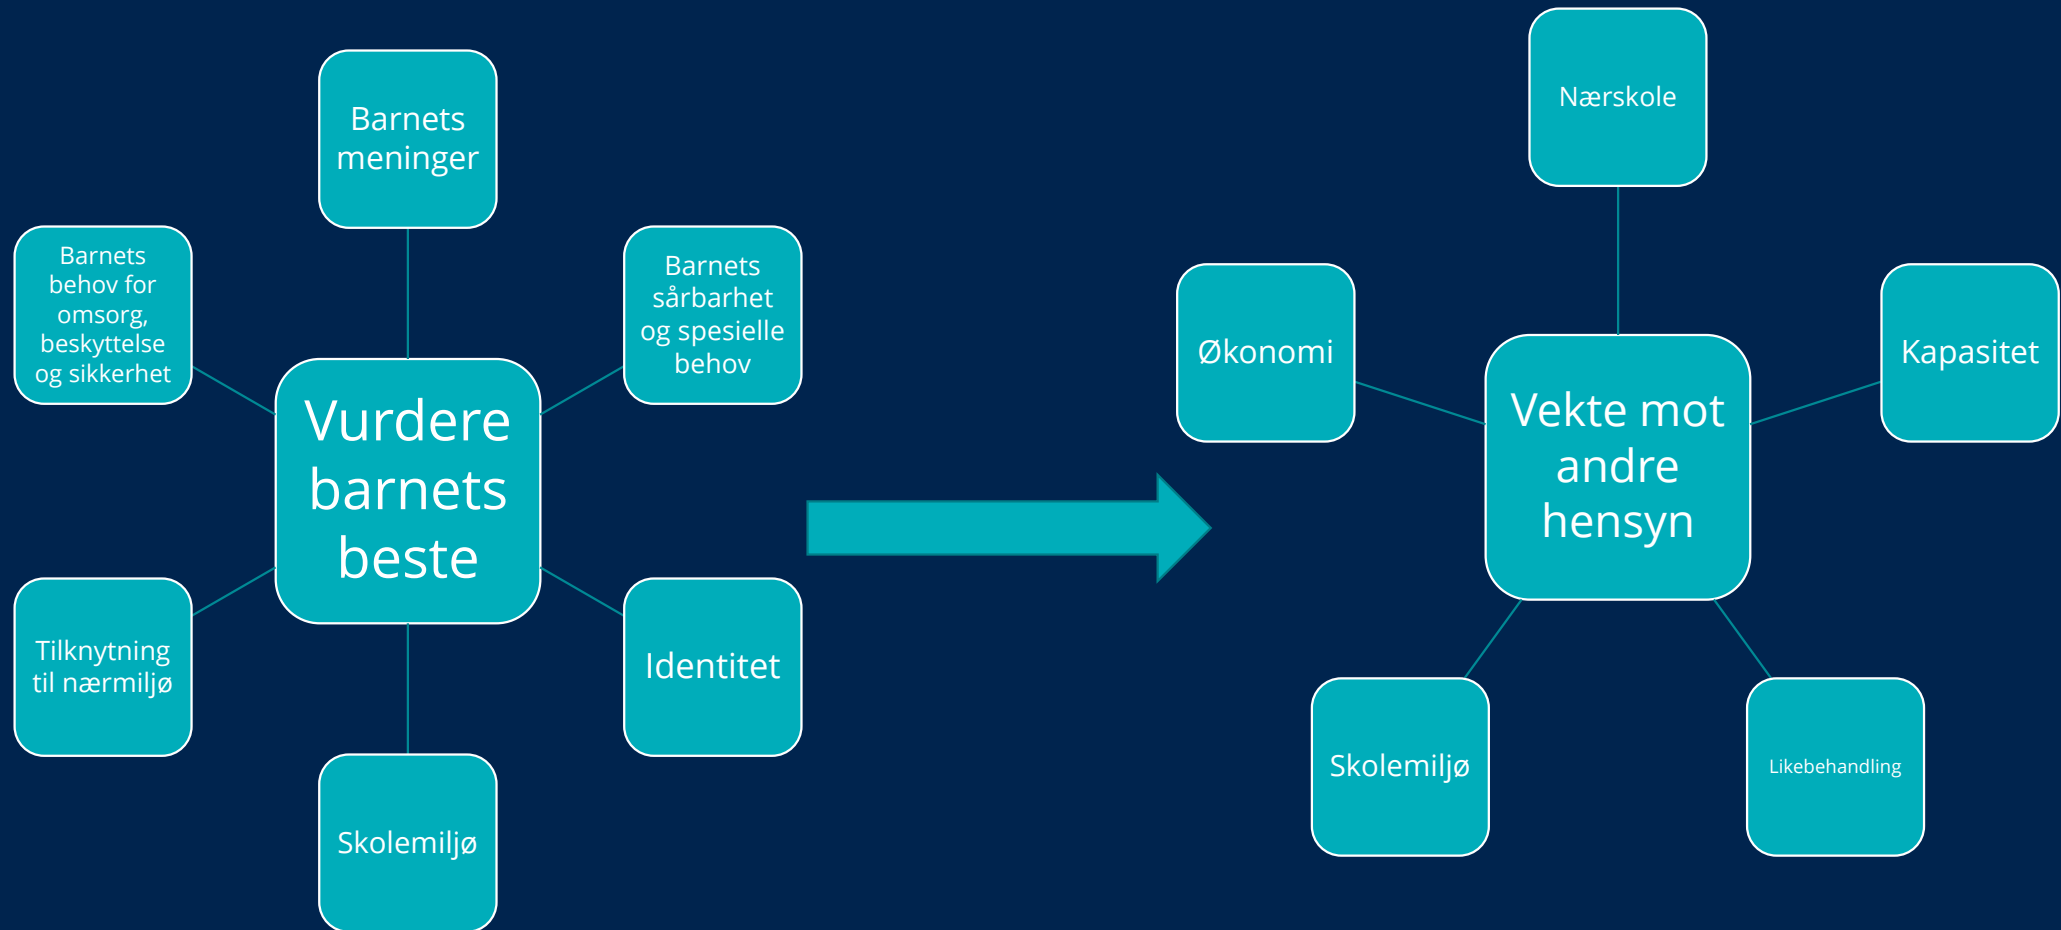 Barnets
meninger
Barnets
behov for
omsorg,
beskyttelse
og sikkerhet
Barnets
sårbarhet
og spesielle
behov
Vurdere
barnets
beste
Tilknytning
til nærmiljø
Identitet
Skolemiljø
Nærskole
Økonomi
Kapasitet
Vekte mot
andre
hensyn
Skolemiljø
Likebehandling